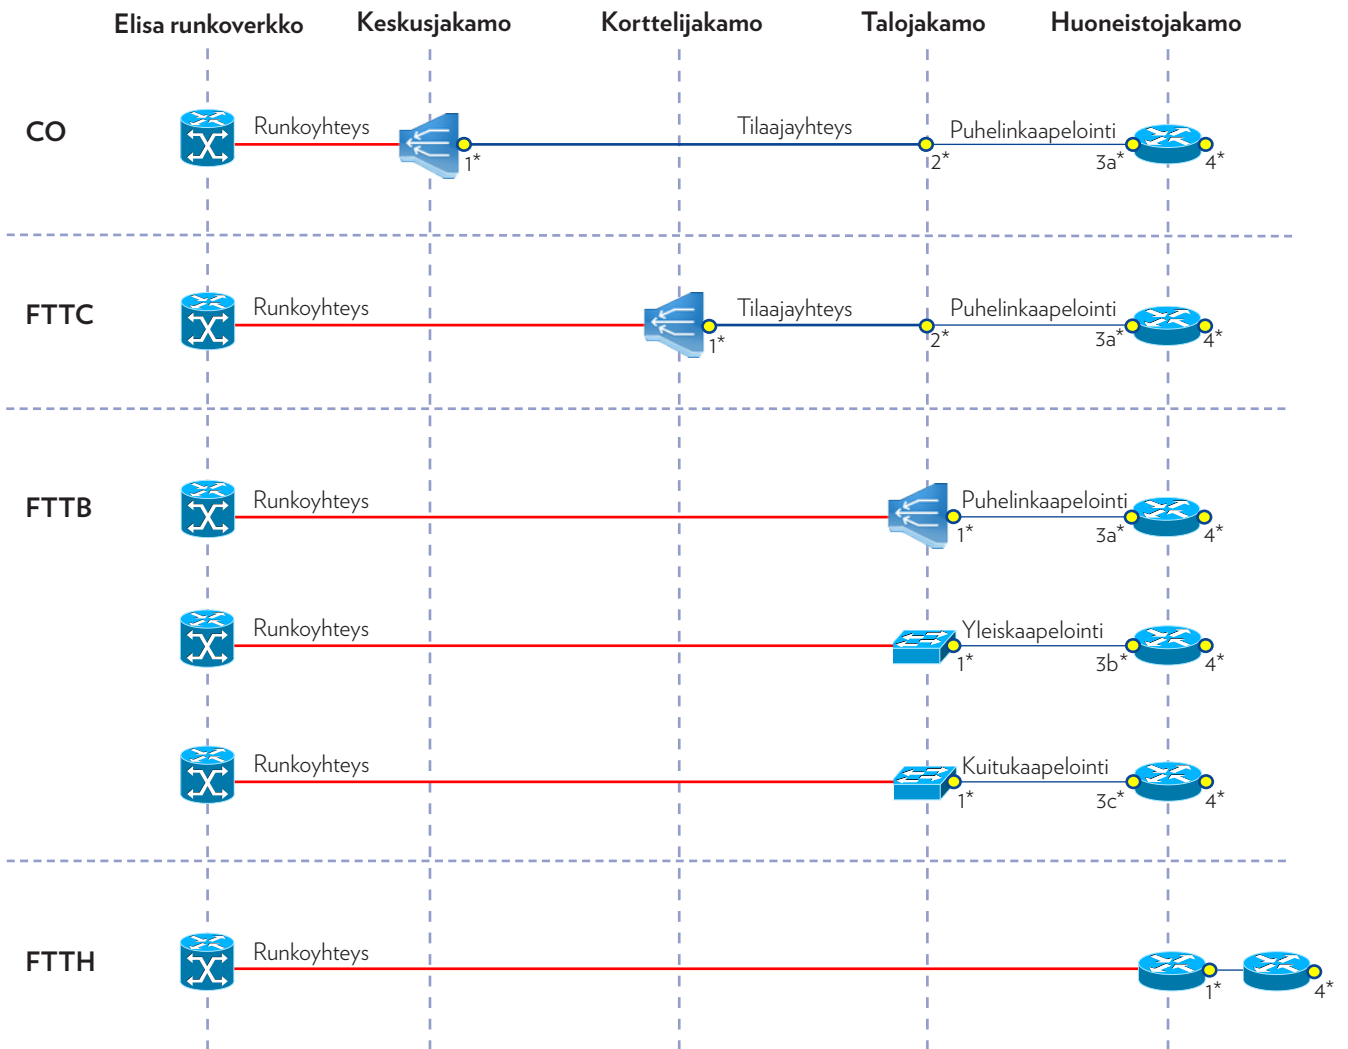 Elisa runkoverkko Keskusjakamo Korttelijakamo Talojakamo Huoneistojakamo
CO Runkoyhteys Tilaajayhteys Puhelinkaapelointi
1* 2* 3a* 4*
FTTC Runkoyhteys Tilaajayhteys Puhelinkaapelointi
1* 2* 3a* 4*
FTTB Runkoyhteys Puhelinkaapelointi
1* 3a* 4*
Runkoyhteys Yleiskaapelointi
1* 3b* 4*
Runkoyhteys Kuitukaapelointi
1* 3c* 4*
FTTH Runkoyhteys
1* 4*